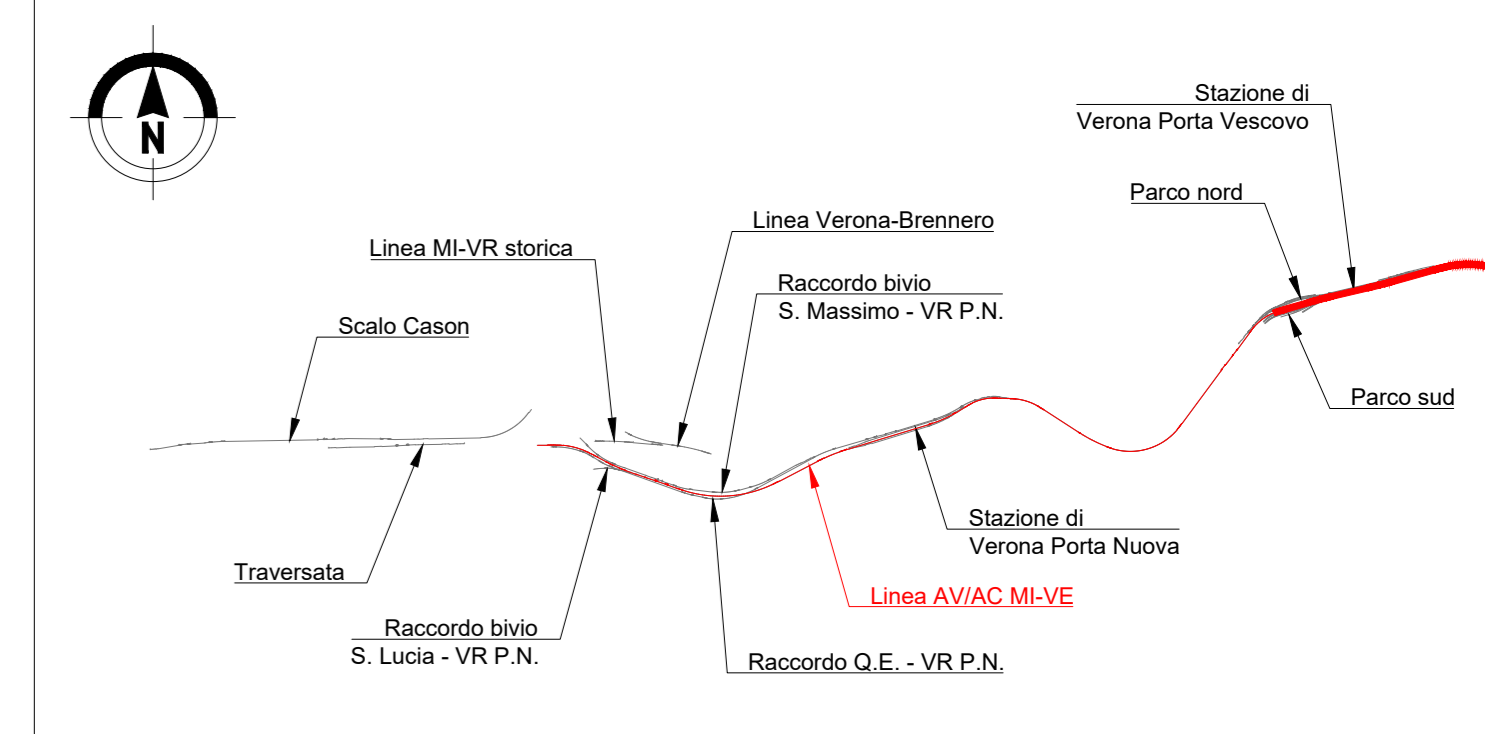 N
Stazione di
Verona Porta Vescovo
Parco nord
Linea Verona-Brennero
Linea MI-VR storica
Raccordo bivio
S. Massimo - VR P.N.
Scalo Cason
Parco sud
Stazione di
Verona Porta Nuova
Traversata
Linea AV/AC MI-VE
Raccordo bivio
S. Lucia - VR P.N.
Raccordo Q.E. - VR P.N.